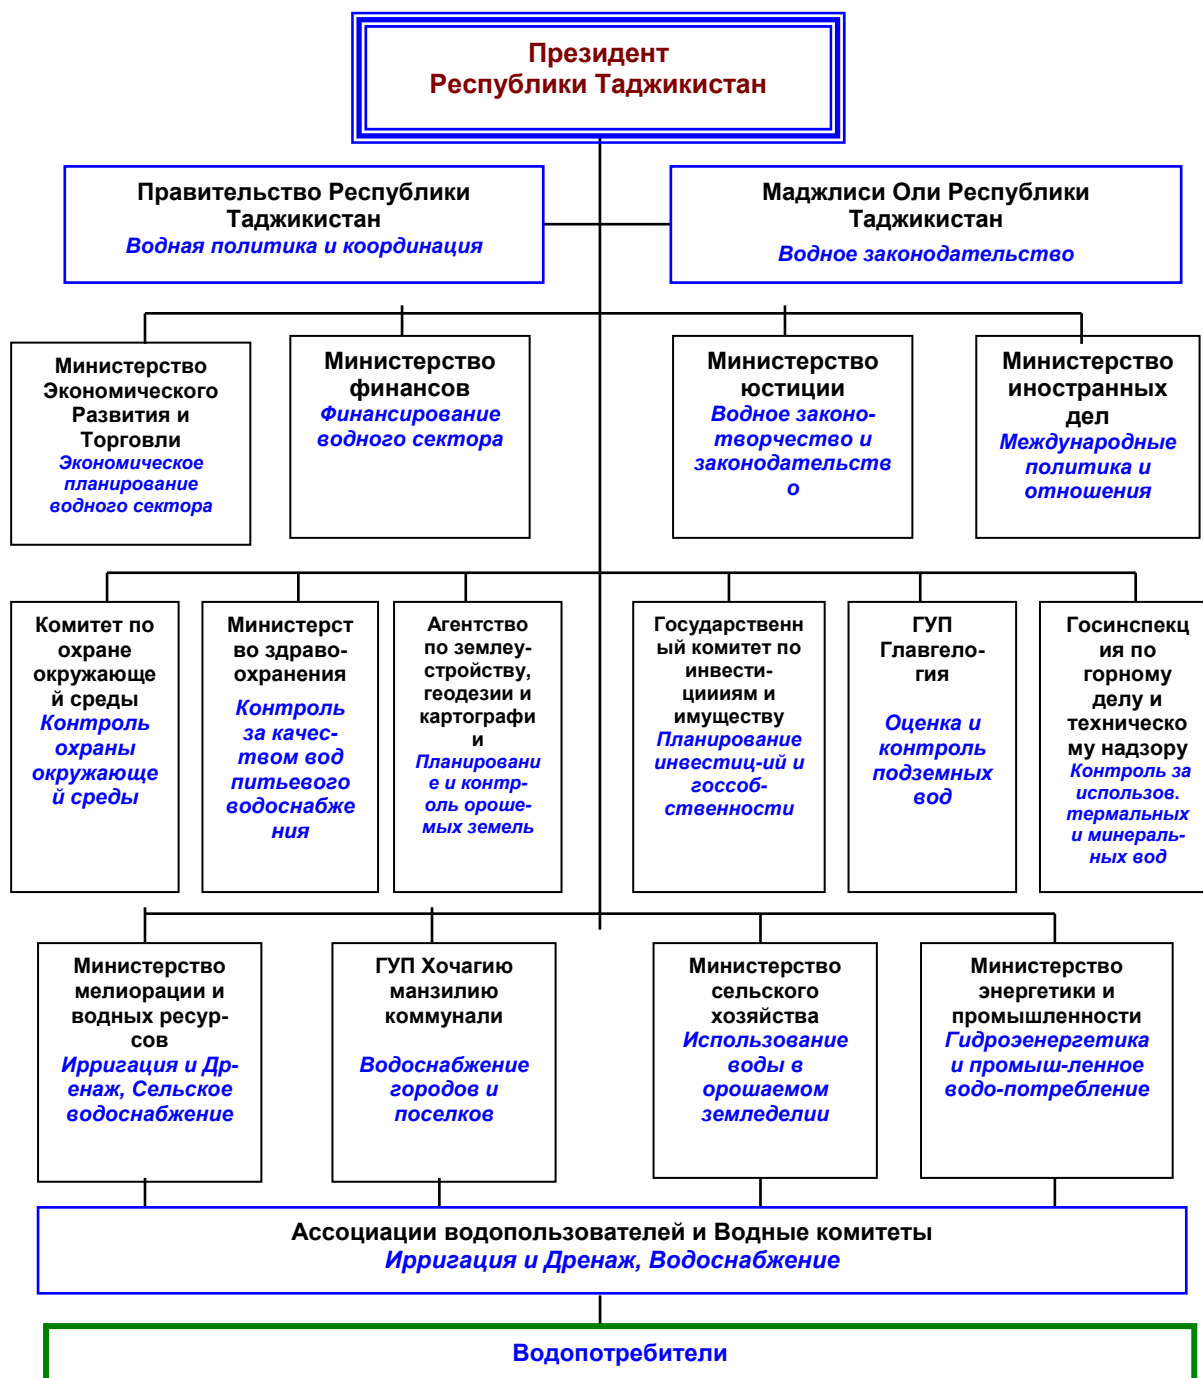 Президент
Республики Таджикистан
Правительство Республики
Таджикистан
Водная политика и координация
Маджлиси Оли Республики
Таджикистан
Водное законодательство
Министерство
Экономического
Развития и
Торговли
Экономическое
планирование
водного сектора
Министерство
финансов
Финансирование
водного сектора
Министерство
юстиции
Водное законо-
творчество и
законодательств
о
Министерство
иностранных
дел
Международные
политика и
отношения
Комитет по
охране
окружающе
й среды
Контроль
охраны
окружающе
й среды
Министерст
во здраво-
охранения
Контроль
за качес-
твом вод
питьевого
водоснабже
ния
Агентство
по землеу-
стройству,
геодезии и
картографи
и
Планировани
е и контр-
оль ороше-
мых земель
Государственн
ый комитет по
инвести-
циииям и
имуществу
Планирование
инвестиц-ий и
госсоб-
ственности
ГУП
Главгело-
гия
Оценка и
контроль
подземных
вод
Госинспекц
ия по
горному
делу и
техническо
му надзору
Контроль за
использов.
термальных
и минераль-
ных вод
Министерство
мелиорации и
водных ресур-
сов
Ирригация и Др-
енаж, Сельское
водоснабжение
ГУП Хочагию
манзилию
коммунали
Водоснабжение
городов и
поселков
Министерство
сельского
хозяйства
Использование
воды в
орошаемом
земледелии
Министерство
энергетики и
промышленности
Гидроэнергетика
и промыш-ленное
водо-потребление
Ассоциации водопользователей и Водные комитеты
Ирригация и Дренаж, Водоснабжение
Водопотребители